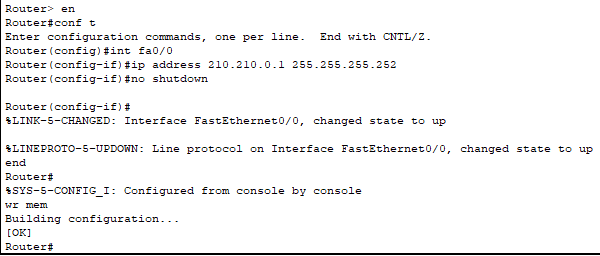 Router> en
Router#conf t
Enter configuration commands, one per line.  End with CNTL/Z.
Router(config)#int fa0/0
Router(config-if)#ip address 210.210.0.1 255.255.255.252
Router(config-if)#no shutdown
Router(config-if)#
%LINK-5-CHANGED: Interface FastEthernet0/0, changed state to up
%LINEPROTO-5-UPDOWN: Line protocol on Interface FastEthernet0/0, changed state to up
end
Router#
%SYS-5-CONFIG_I: Configured from console by console
wr mem
Building configuration...
[OK]
Router#